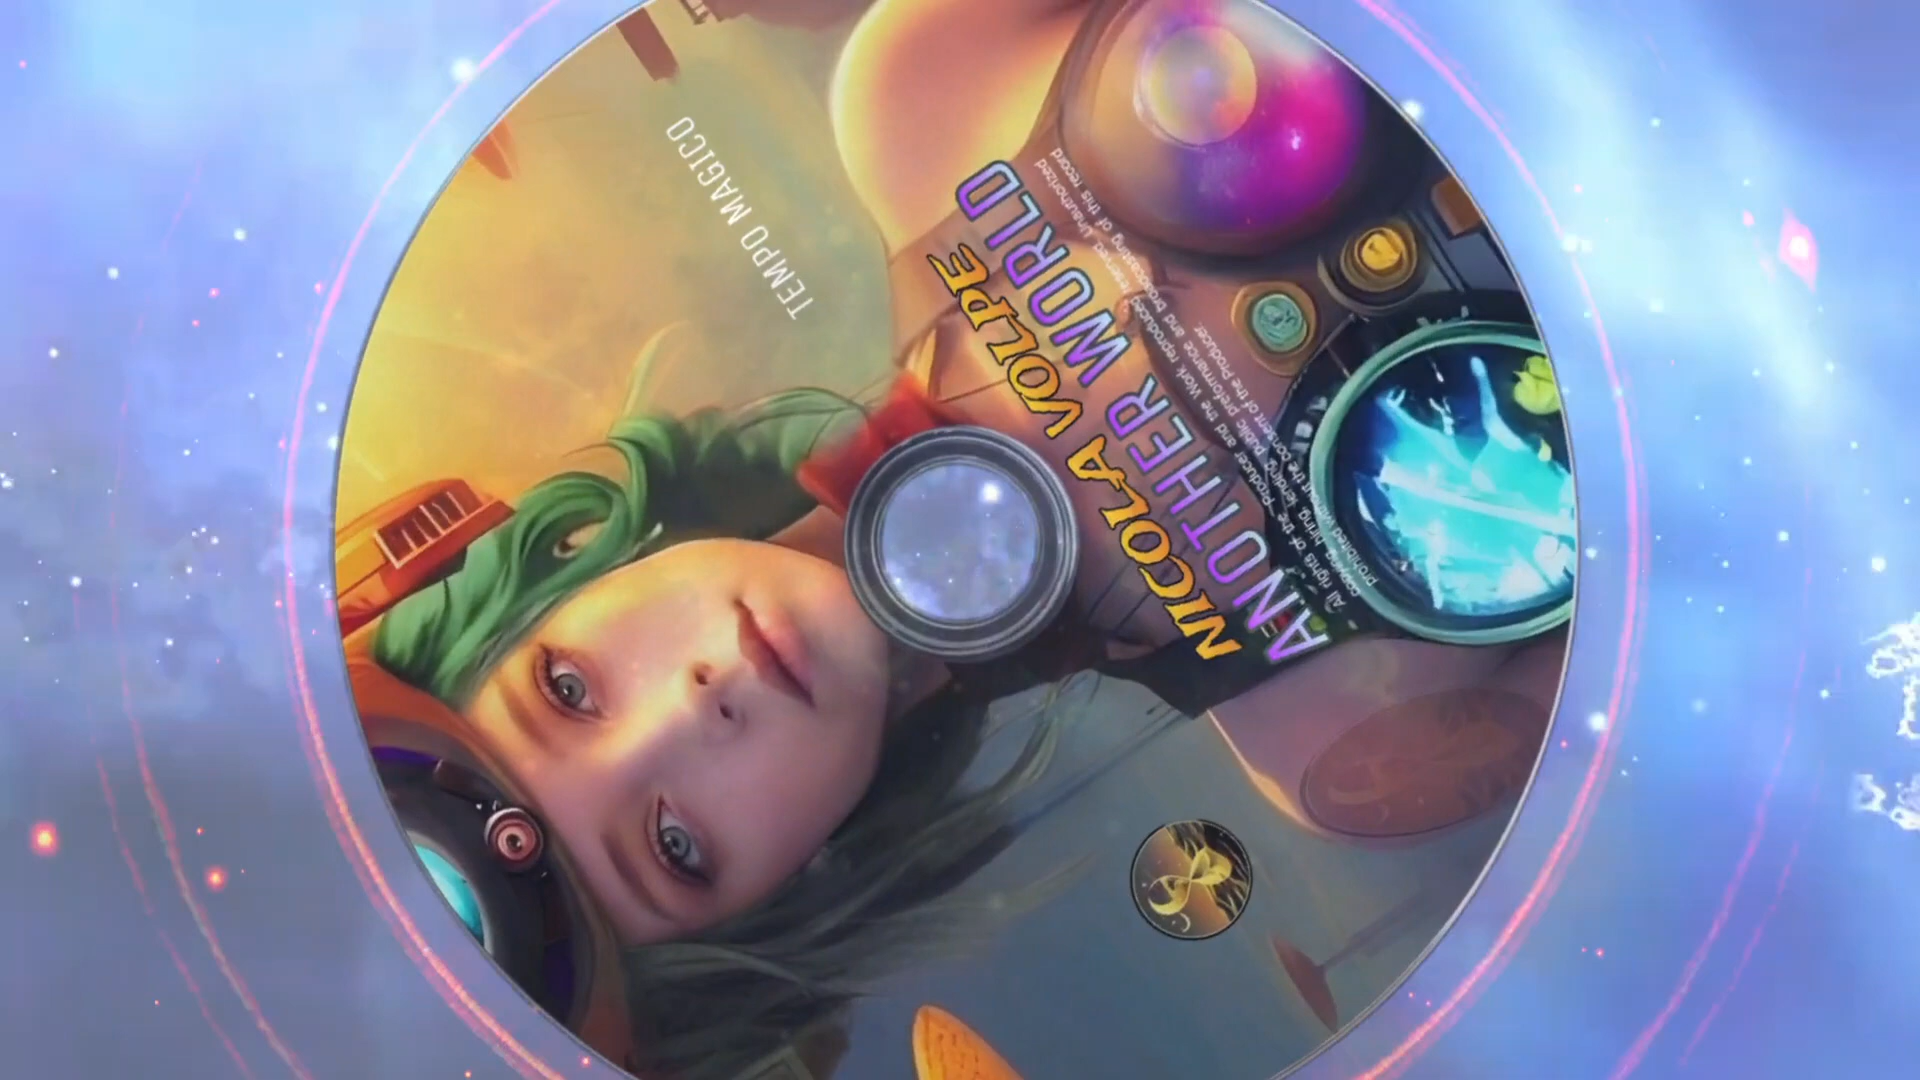 TEMPO MAGICO
NICOLA VOLPE
ANOTHER WORLD
All rights of the Producer and the Work reproduced reserved. Unauthorized
copying, hiring, lending, public preformance and broadcasting of this record
prohibited without the consent of the Producer